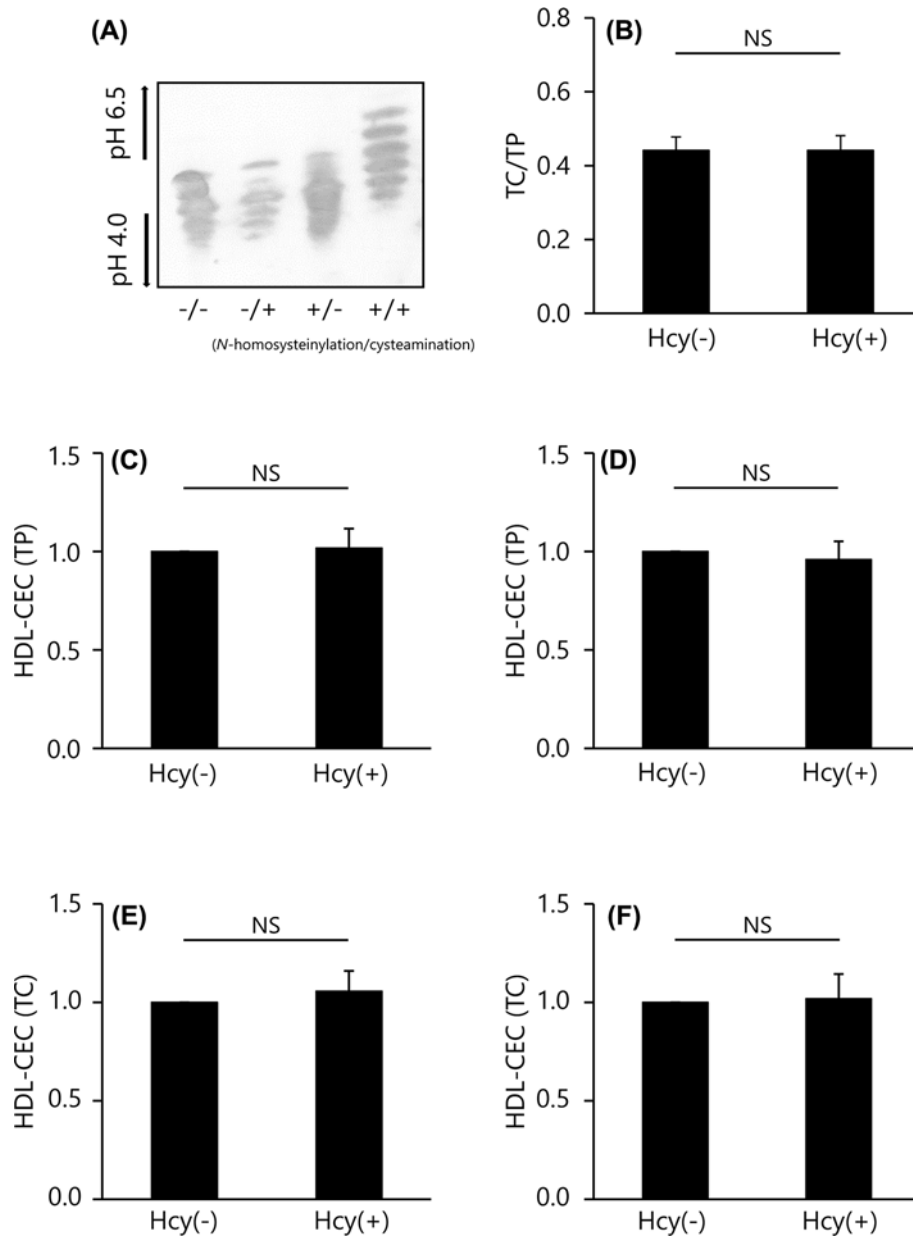 (A)
pH 6.5
pH 4.0
-/- -/+ +/- +/+
(N-homosysteinylation/cysteamination)
(B)
NS
TC/TP
0.8
0.6
0.4
0.2
0.0
Hcy(-) Hcy(+)
(C)
NS
HDL-CEC (TP)
1.5
1.0
0.5
0.0
Hcy(-) Hcy(+)
(D)
NS
HDL-CEC (TP)
1.5
1.0
0.5
0.0
Hcy(-) Hcy(+)
(E)
NS
HDL-CEC (TC)
1.5
1.0
0.5
0.0
Hcy(-) Hcy(+)
(F)
NS
HDL-CEC (TC)
1.5
1.0
0.5
0.0
Hcy(-) Hcy(+)